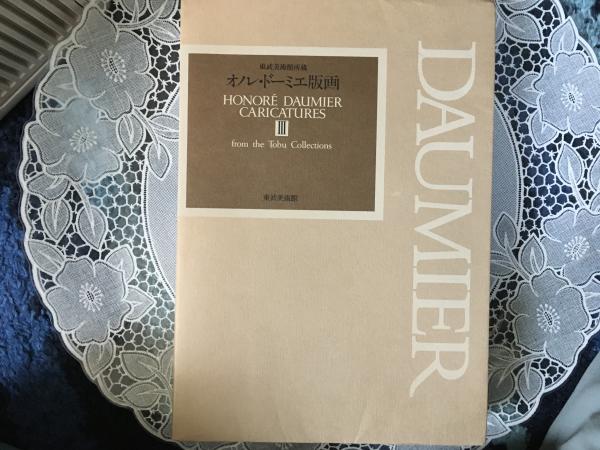 東武美術館所蔵
オノレ・ドーミエ版画
HONORÉ DAUMIER
CARICATURES
III
from the Tobu Collections
東武美術館
DAUMIER